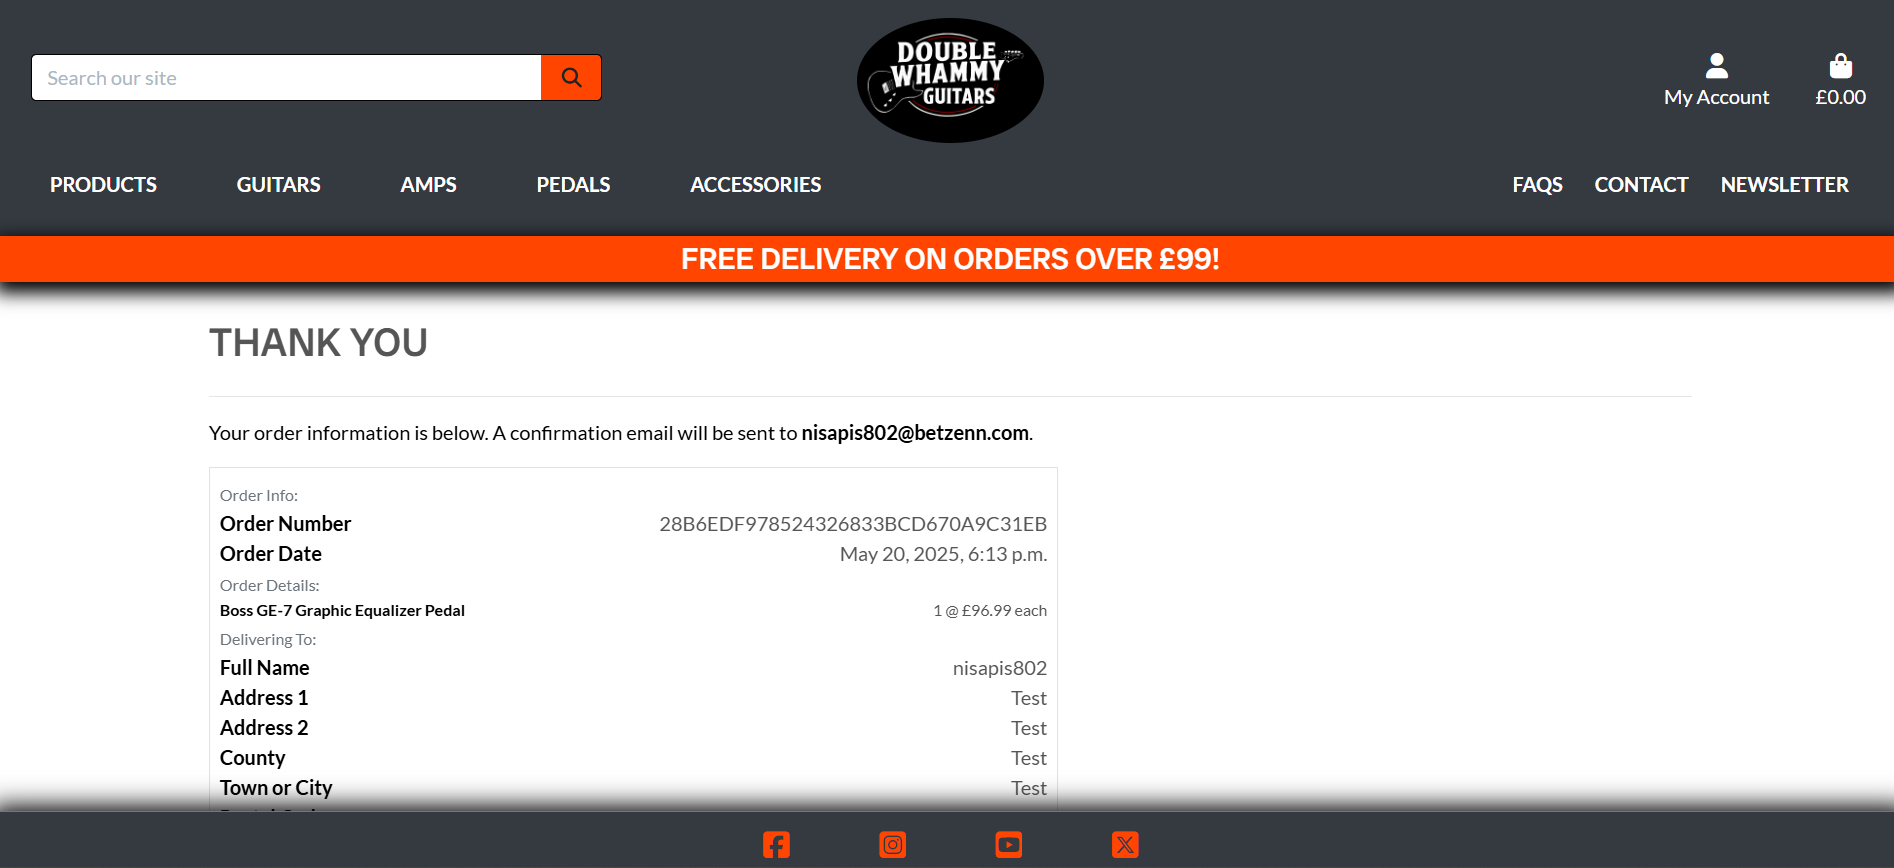 Search our site
DOUBLE
WHAMMY
GUITARS
My Account
£0.00
PRODUCTS
GUITARS
AMPS
PEDALS
ACCESSORIES
FAQS
CONTACT
NEWSLETTER
FREE DELIVERY ON ORDERS OVER £99!
THANK YOU
Your order information is below. A confirmation email will be sent to nisapis802@betzenn.com.
Order Info:
Order Number 28B6EDF978524326833BCD670A9C31EB
Order Date May 20, 2025, 6:13 p.m.
Order Details:
Boss GE-7 Graphic Equalizer Pedal 1 @ £96.99 each
Delivering To:
Full Name nisapis802
Address 1 Test
Address 2 Test
County Test
Town or City Test